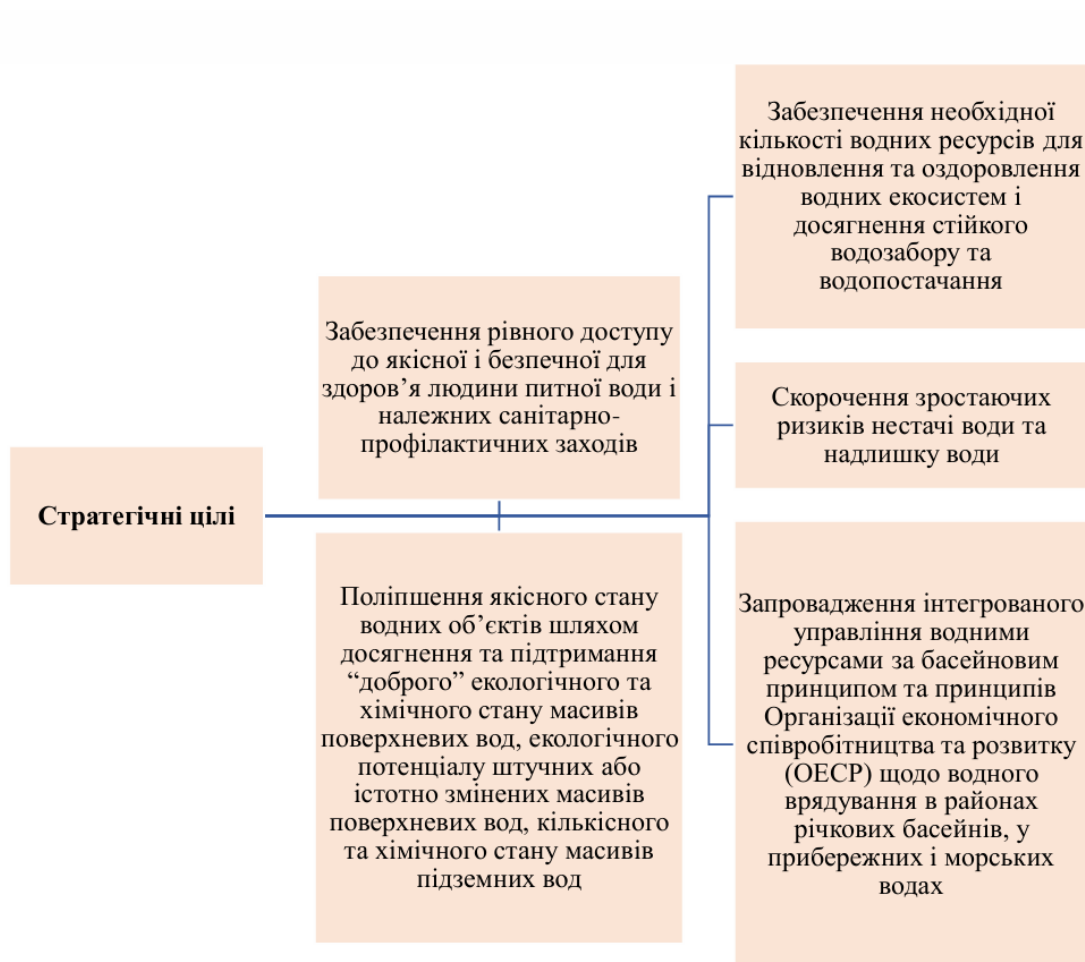 Стратегічні цілі
Забезпечення рівного доступу
до якісної і безпечної для
здоров’я людини питної води і
належних санітарно-
профілактичних заходів
Поліпшення якісного стану
водних об’єктів шляхом
досягнення та підтримання
“доброго” екологічного та
хімічного стану масивів
поверхневих вод, екологічного
потенціалу штучних або
істотно змінених масивів
поверхневих вод, кількісного
та хімічного стану масивів
підземних вод
Забезпечення необхідної
кількості водних ресурсів для
відновлення та оздоровлення
водних екосистем і
досягнення стійкого
водозабору та
водопостачання
Скорочення зростаючих
ризиків нестачі води та
надлишку води
Запровадження інтегрованого
управління водними
ресурсами за басейновим
принципом та принципів
Організації економічного
співробітництва та розвитку
(ОЕСР) щодо водного
врядування в районах
річкових басейнів, у
прибережних і морських
водах